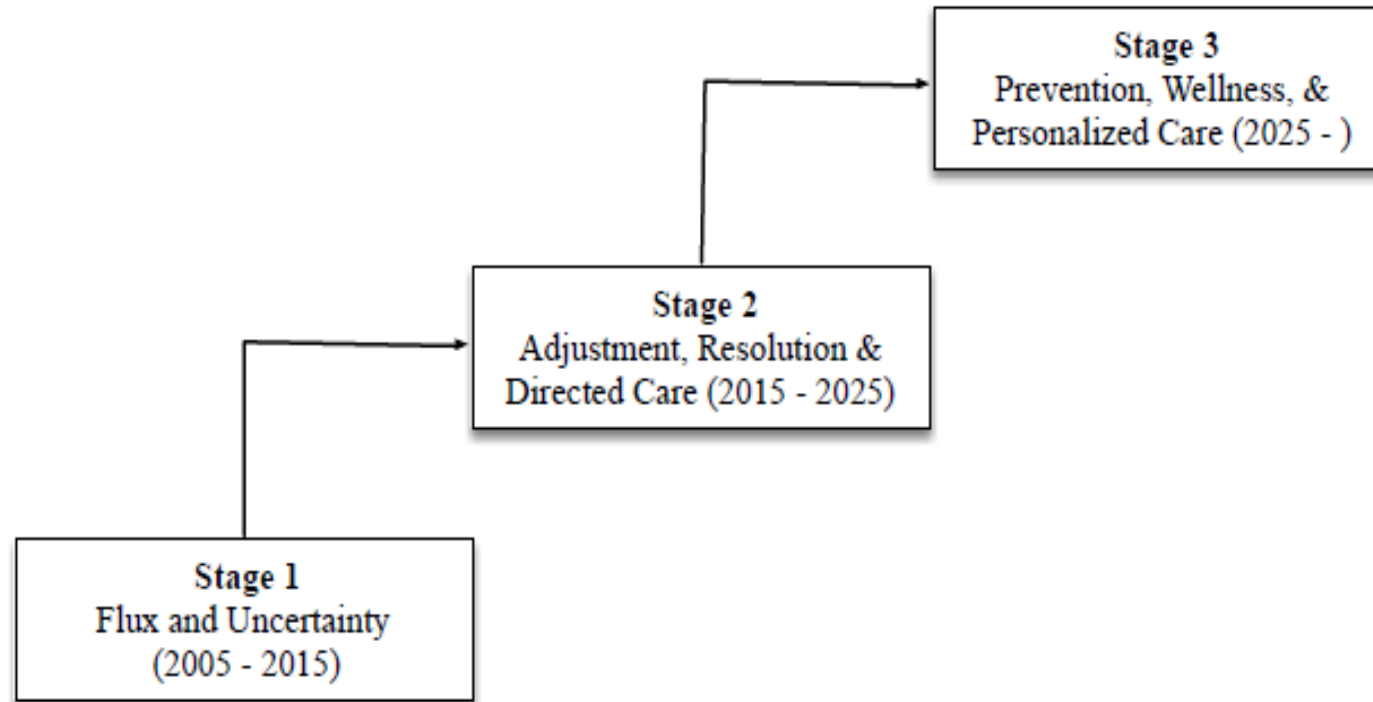 Stage 3
Prevention, Wellness, &
Personalized Care (2025 - )
Stage 2
Adjustment, Resolution &
Directed Care (2015 - 2025)
Stage 1
Flux and Uncertainty
(2005 - 2015)